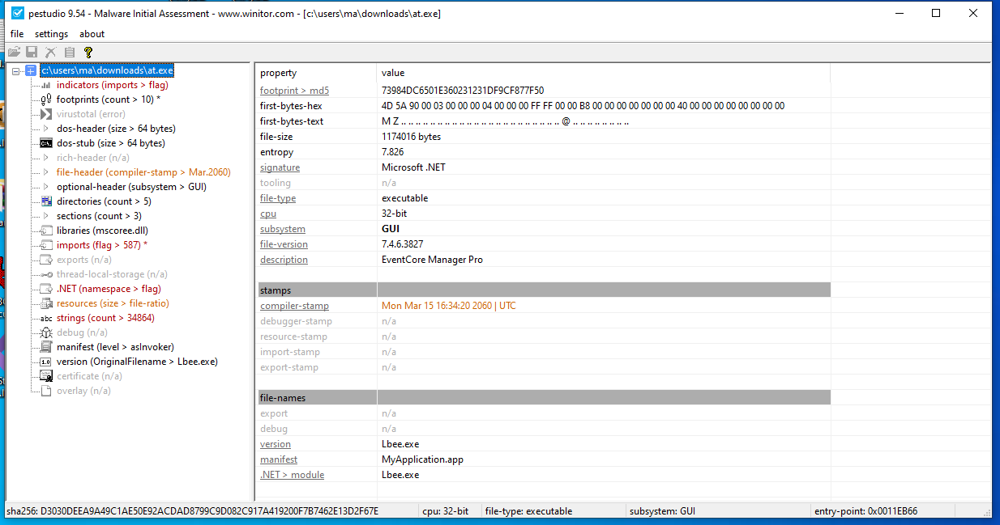 pestudio 9.54 - Malware Initial Assessment - www.winitor.com - [c:\users\ma\downloads\at.exe]
file settings about
c:\users\ma\downloads\at.exe
indicators (imports > flag)
footprints (count > 10) *
virustotal (error)
dos-header (size > 64 bytes)
dos-stub (size > 64 bytes)
rich-header (n/a)
file-header (compiler-stamp > Mar.2060)
optional-header (subsystem > GUI)
directories (count > 5)
sections (count > 3)
libraries (mscoree.dll)
imports (flag > 587) *
exports (n/a)
thread-local-storage (n/a)
.NET (namespace > flag)
resources (size > file-ratio)
abc strings (count > 34864)
debug (n/a)
manifest (level > asInvoker)
1.0 version (OriginalFilename > Lbee.exe)
certificate (n/a)
overlay (n/a)
property value
footprint > md5 73984DC6501E360231231DF9CF877F50
first-bytes-hex 4D 5A 90 00 03 00 00 00 04 00 00 00 FF FF 00 00 B8 00 00 00 00 00 00 00 40 00 00 00 00 00 00 00 00
first-bytes-text M Z .. .. .. .. .. .. .. .. .. .. .. .. .. .. .. .. .. .. .. .. .. .. @ .. .. .. .. .. .. .. ..
file-size 1174016 bytes
entropy 7.826
signature Microsoft .NET
tooling n/a
file-type executable
cpu 32-bit
subsystem GUI
file-version 7.4.6.3827
description EventCore Manager Pro
stamps
compiler-stamp Mon Mar 15 16:34:20 2060 | UTC
debugger-stamp n/a
resource-stamp n/a
import-stamp n/a
export-stamp n/a
file-names
export n/a
debug n/a
version Lbee.exe
manifest MyApplication.app
.NET > module Lbee.exe
sha256: D3030DEEA9A49C1AE50E92ACDAD8799C9D082C917A419200F7B7462E13D2F67E cpu: 32-bit file-type: executable subsystem: GUI entry-point: 0x0011EB66